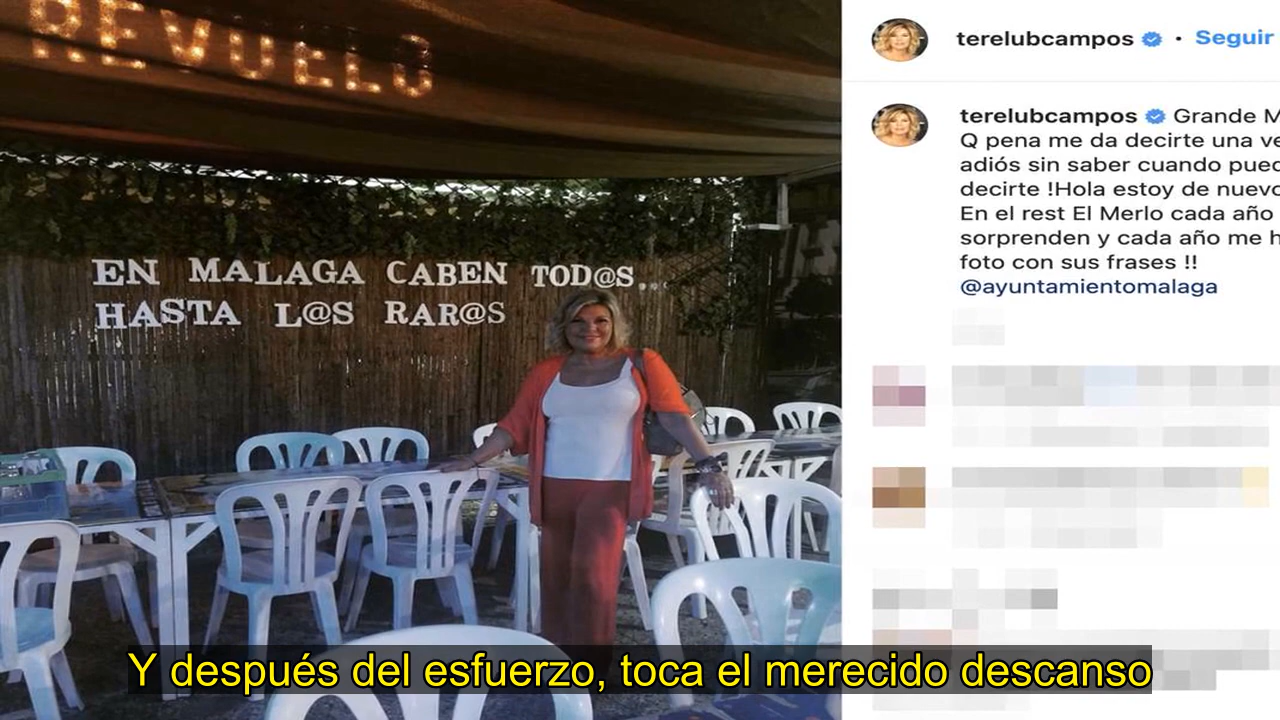 REVUELO
EN MALAGA CABEN TOD@S...
HASTA L@S RAR@S
terelubcampos • Seguir
terelubcampos Grande M
Q pena me da decirte una ve
adiós sin saber cuando pued
decirte !Hola estoy de nuevo
En el rest El Merlo cada año
sorprenden y cada año me h
foto con sus frases !!
@ayuntamientomalaga
Y después del esfuerzo, toca el merecido descanso